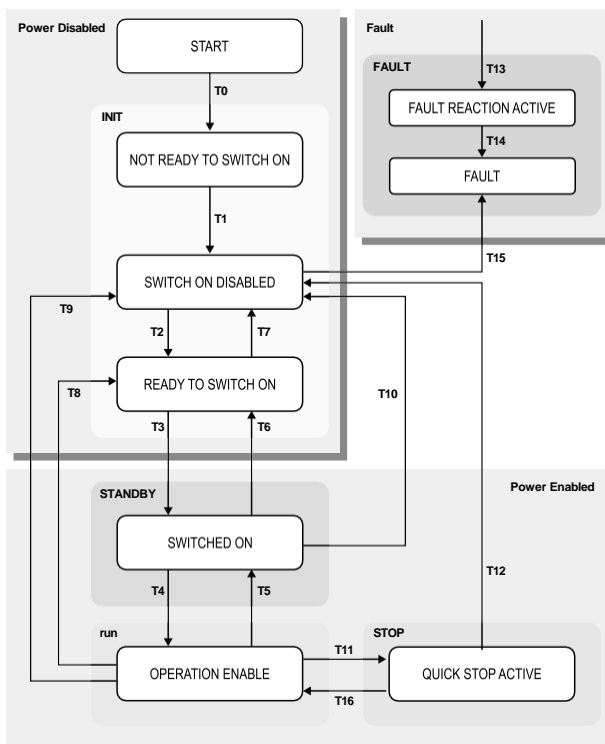 Power Disabled
START
T0
INIT
NOT READY TO SWITCH ON
T1
SWITCH ON DISABLED
T9
T2
T7
READY TO SWITCH ON
T8
T3
T6
T10
Fault
T13
FAULT
FAULT REACTION ACTIVE
T14
FAULT
T15
Power Enabled
STANDBY
SWITCHED ON
T4
T5
T12
run
OPERATION ENABLE
T11
T16
STOP
QUICK STOP ACTIVE